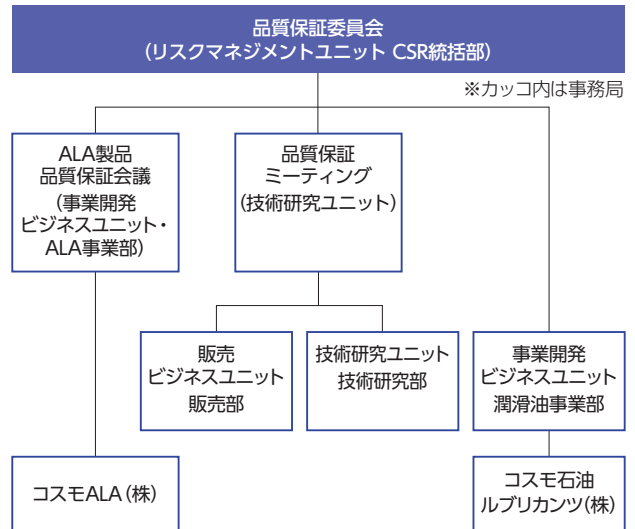 品質保証委員会
(リスクマネジメントユニット CSR統括部)
※カッコ内は事務局
ALA製品
品質保証会議
(事業開発
ビジネスユニット・
ALA事業部)
品質保証
ミーティング
(技術研究ユニット)
販売
ビジネスユニット
販売部
技術研究ユニット
技術研究部
事業開発
ビジネスユニット
潤滑油事業部
コスモALA(株)
コスモ石油
ルブリカンツ(株)